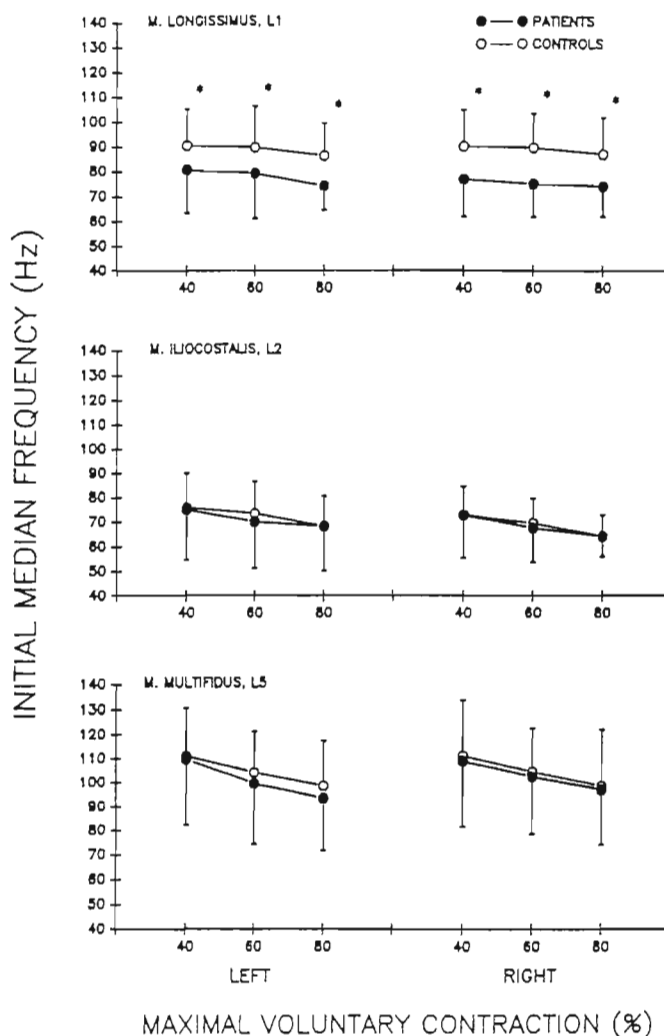 INITIAL MEDIAN FREQUENCY (Hz)
M. LONGISSIMUS, L1
PATIENTS
CONTROLS
140
130
120
110
100
90
80
70
60
50
40
* * * * * *
40 60 80 40 60 80
M. ILIOCOSTALIS, L2
140
130
120
110
100
90
80
70
60
50
40
40 60 80 40 60 80
M. MULTIFIDUS, L5
140
130
120
110
100
90
80
70
60
50
40
40 60 80 40 60 80
LEFT RIGHT
MAXIMAL VOLUNTARY CONTRACTION (%)